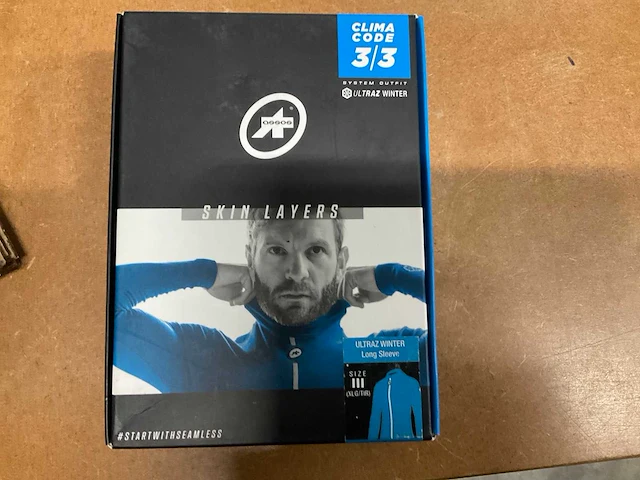 CLIMA
CODE
3/3
SYSTEM OUTFIT
ULTRAZ WINTER
assos
SKIN LAYERS
ULTRAZ WINTER
Long Sleeve
SIZE
III
#STARTWITHSEAMLESS